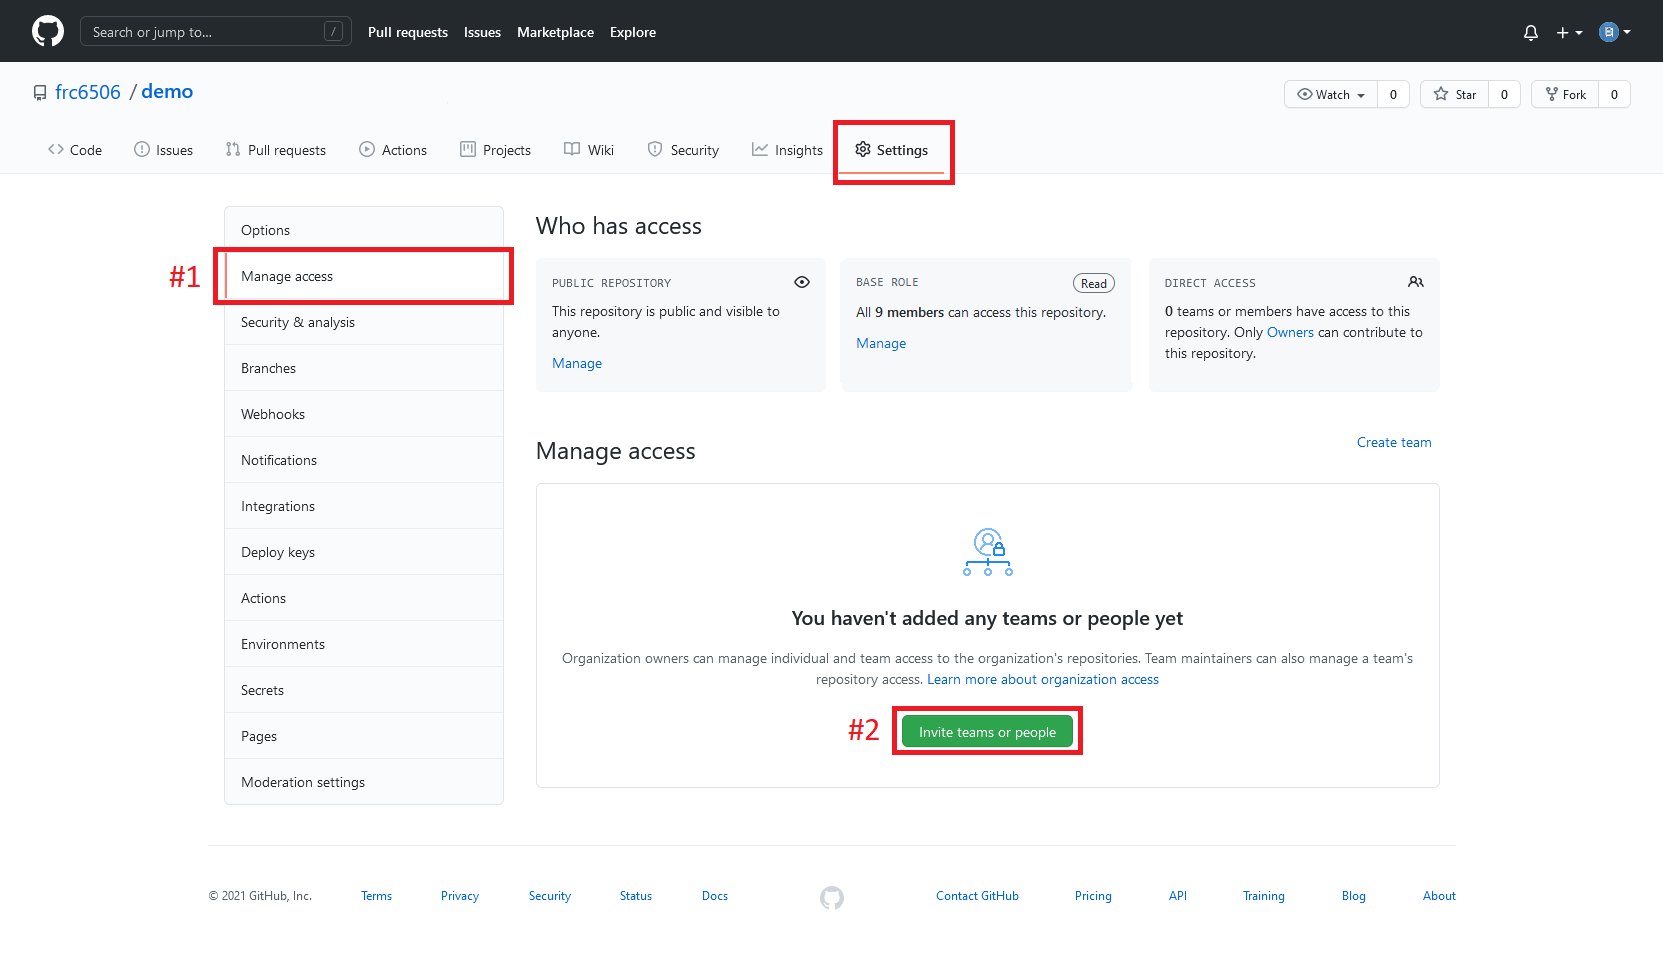 Search or jump to... /
Pull requests Issues Marketplace Explore
frc6506 / demo
Watch 0 Star 0 Fork 0
Code Issues Pull requests Actions Projects Wiki Security Insights Settings
Options
#1 Manage access
Security & analysis
Branches
Webhooks
Notifications
Integrations
Deploy keys
Actions
Environments
Secrets
Pages
Moderation settings
Who has access
PUBLIC REPOSITORY
This repository is public and visible to
anyone.
Manage
BASE ROLE Read
All 9 members can access this repository.
Manage
DIRECT ACCESS
0 teams or members have access to this
repository. Only Owners can contribute to
this repository.
Manage access
Create team
You haven't added any teams or people yet
Organization owners can manage individual and team access to the organization's repositories. Team maintainers can also manage a team's
repository access. Learn more about organization access
#2 Invite teams or people
© 2021 GitHub, Inc. Terms Privacy Security Status Docs Contact GitHub Pricing API Training Blog About